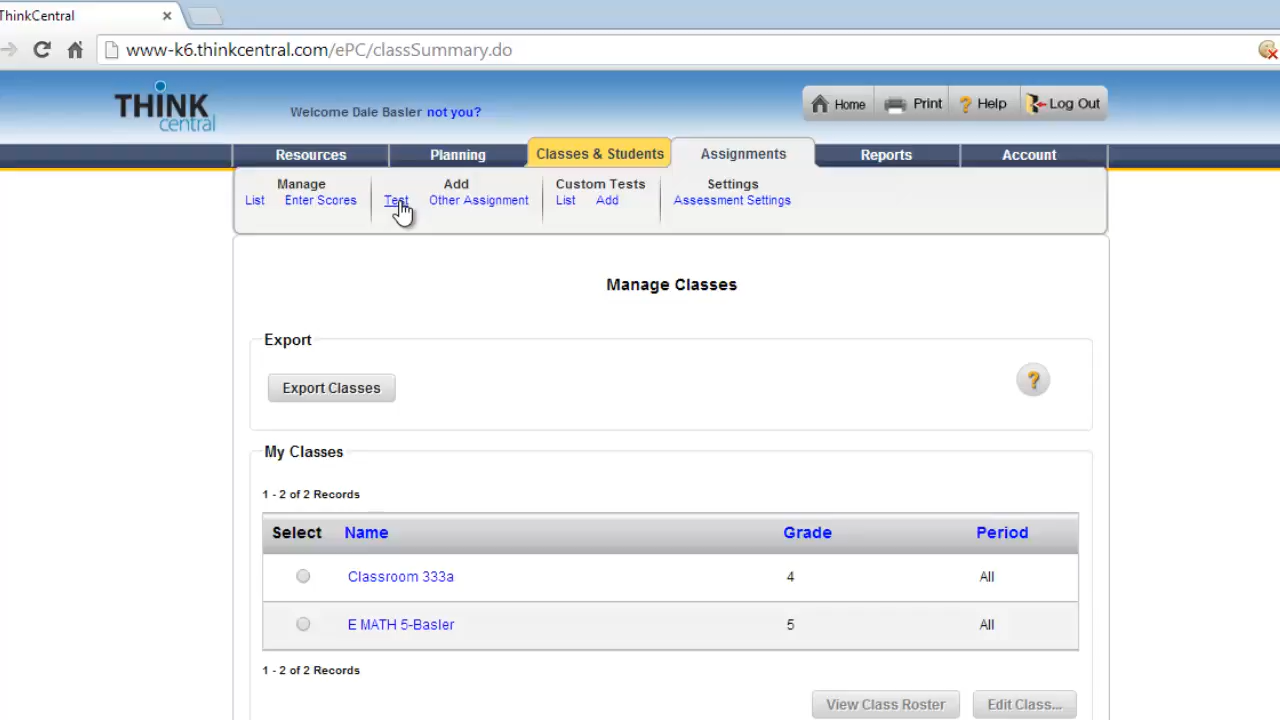 ThinkCentral ×
www-k6.thinkcentral.com/ePC/classSummary.do
THINK central
Welcome Dale Basler not you?
Home Print ? Help Log Out
Resources Planning Classes & Students Assignments Reports Account
Manage Add Custom Tests Settings
List Enter Scores Test Other Assignment List Add Assessment Settings
Manage Classes
Export
Export Classes ?
My Classes
1 - 2 of 2 Records
Select Name Grade Period
Classroom 333a 4 All
E MATH 5-Basler 5 All
1 - 2 of 2 Records
View Class Roster Edit Class...